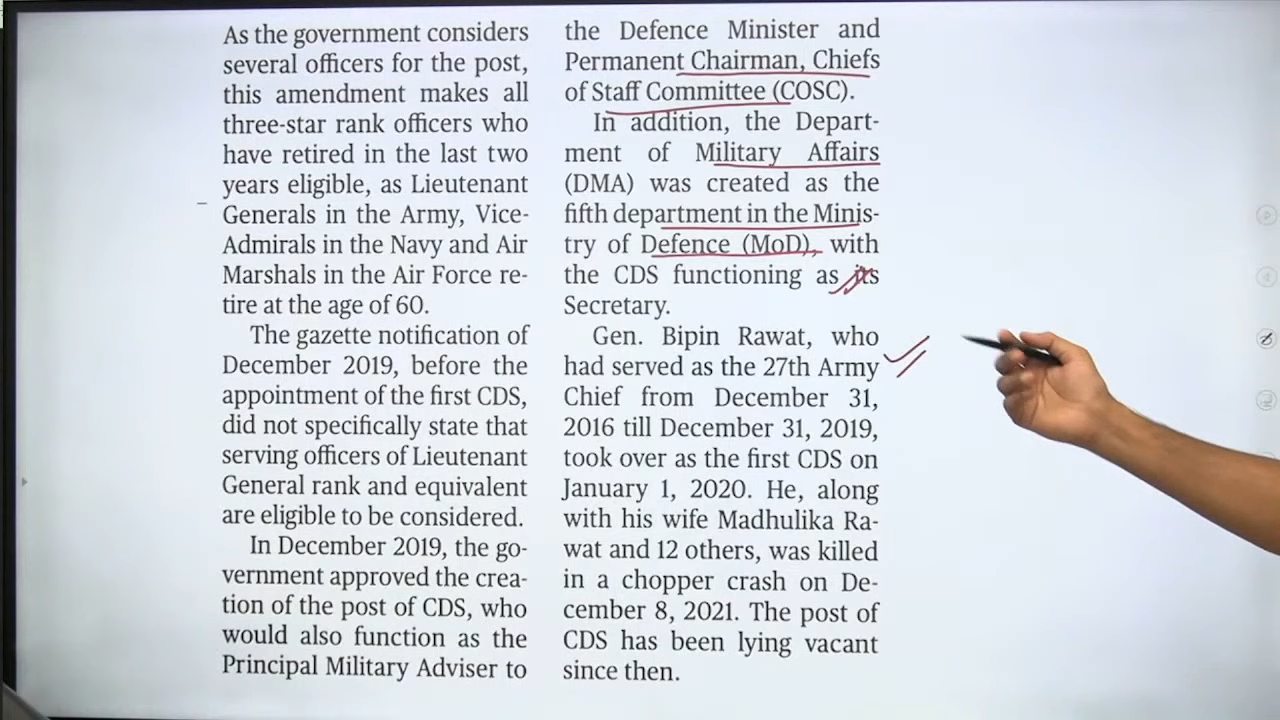 As the government considers
several officers for the post,
this amendment makes all
three-star rank officers who
have retired in the last two
years eligible, as Lieutenant
Generals in the Army, Vice-
Admirals in the Navy and Air
Marshals in the Air Force re-
tire at the age of 60.
The gazette notification of
December 2019, before the
appointment of the first CDS,
did not specifically state that
serving officers of Lieutenant
General rank and equivalent
are eligible to be considered.
In December 2019, the go-
vernment approved the crea-
tion of the post of CDS, who
would also function as the
Principal Military Adviser to
the Defence Minister and
Permanent Chairman, Chiefs
of Staff Committee (COSC).
In addition, the Depart-
ment of Military Affairs
(DMA) was created as the
fifth department in the Minis-
try of Defence (MoD), with
the CDS functioning as its
Secretary.
Gen. Bipin Rawat, who
had served as the 27th Army
Chief from December 31,
2016 till December 31, 2019,
took over as the first CDS on
January 1, 2020. He, along
with his wife Madhulika Ra-
wat and 12 others, was killed
in a chopper crash on De-
cember 8, 2021. The post of
CDS has been lying vacant
since then.